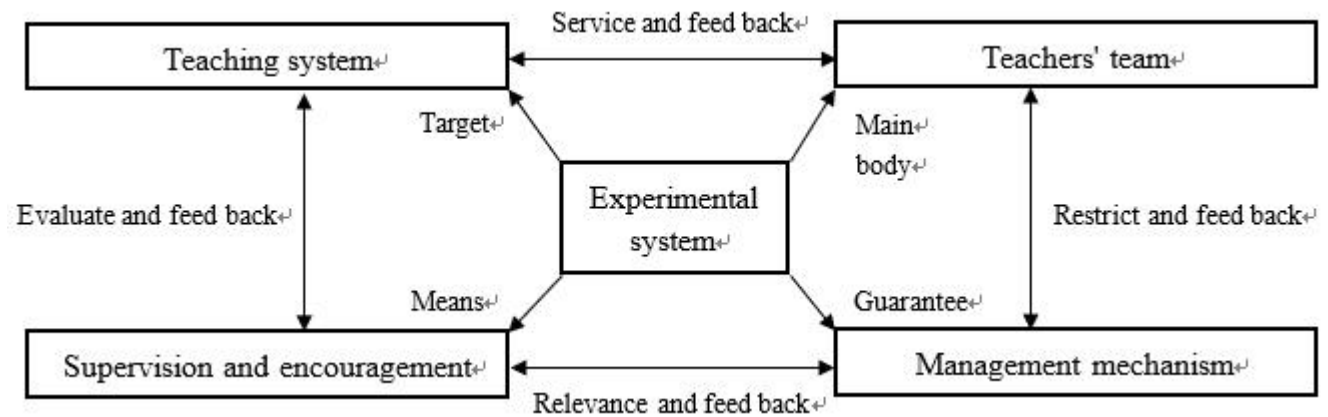 Service and feed back↵
Teaching system↵
Teachers' team↵
Target↵
Main↵
body↵
Experimental
system↵
Evaluate and feed back↵
Restrict and feed back↵
Means↵
Guarantee↵
Supervision and encouragement↵
Management mechanism↵
Relevance and feed back↵